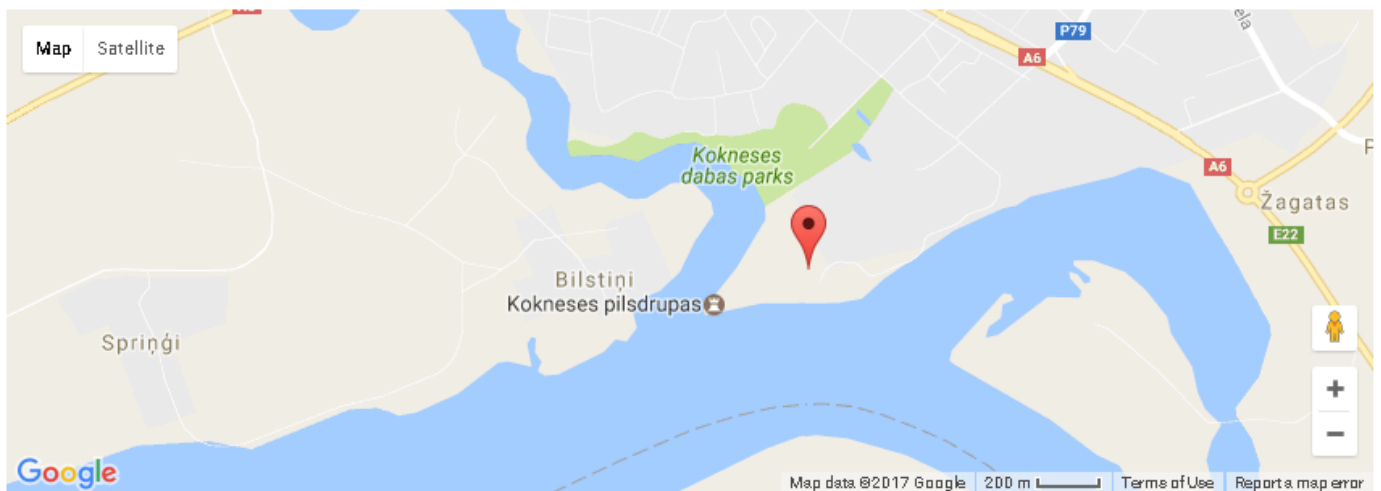 Map Satellite
P79
A6
Kokneses
dabas parks
A6
Žagatas
E22
Bilstiņi
Kokneses pilsdrupas
Spriņģi
Google
Map data ©2017 Google 200 m Terms of Use Report a map error